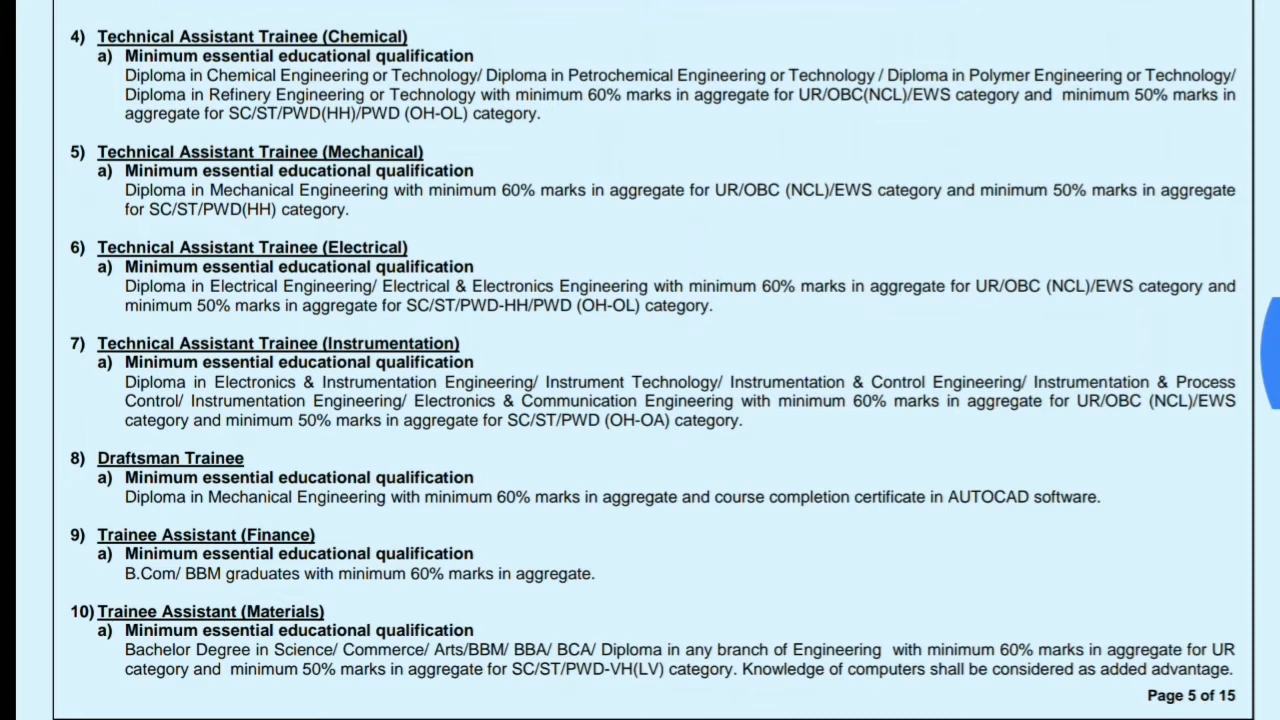 4) Technical Assistant Trainee (Chemical)
a) Minimum essential educational qualification
Diploma in Chemical Engineering or Technology/ Diploma in Petrochemical Engineering or Technology / Diploma in Polymer Engineering or Technology/
Diploma in Refinery Engineering or Technology with minimum 60% marks in aggregate for UR/OBC(NCL)/EWS category and minimum 50% marks in
aggregate for SC/ST/PWD(HH)/PWD (OH-OL) category.
5) Technical Assistant Trainee (Mechanical)
a) Minimum essential educational qualification
Diploma in Mechanical Engineering with minimum 60% marks in aggregate for UR/OBC (NCL)/EWS category and minimum 50% marks in aggregate
for SC/ST/PWD(HH) category.
6) Technical Assistant Trainee (Electrical)
a) Minimum essential educational qualification
Diploma in Electrical Engineering/ Electrical & Electronics Engineering with minimum 60% marks in aggregate for UR/OBC (NCL)/EWS category and
minimum 50% marks in aggregate for SC/ST/PWD-HH/PWD (OH-OL) category.
7) Technical Assistant Trainee (Instrumentation)
a) Minimum essential educational qualification
Diploma in Electronics & Instrumentation Engineering/ Instrument Technology/ Instrumentation & Control Engineering/ Instrumentation & Process
Control/ Instrumentation Engineering/ Electronics & Communication Engineering with minimum 60% marks in aggregate for UR/OBC (NCL)/EWS
category and minimum 50% marks in aggregate for SC/ST/PWD (OH-OA) category.
8) Draftsman Trainee
a) Minimum essential educational qualification
Diploma in Mechanical Engineering with minimum 60% marks in aggregate and course completion certificate in AUTOCAD software.
9) Trainee Assistant (Finance)
a) Minimum essential educational qualification
B.Com/ BBM graduates with minimum 60% marks in aggregate.
10) Trainee Assistant (Materials)
a) Minimum essential educational qualification
Bachelor Degree in Science/ Commerce/ Arts/BBM/ BBA/ BCA/ Diploma in any branch of Engineering with minimum 60% marks in aggregate for UR
category and minimum 50% marks in aggregate for SC/ST/PWD-VH(LV) category. Knowledge of computers shall be considered as added advantage.
Page 5 of 15